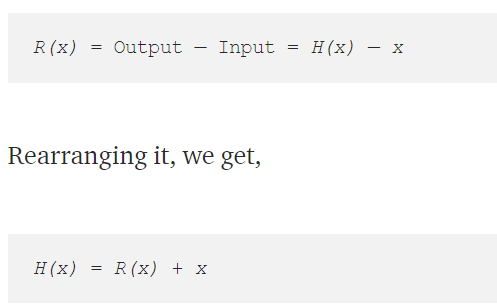 R(x) = Output − Input = H(x) − x
Rearranging it, we get,
H(x) = R(x) + x